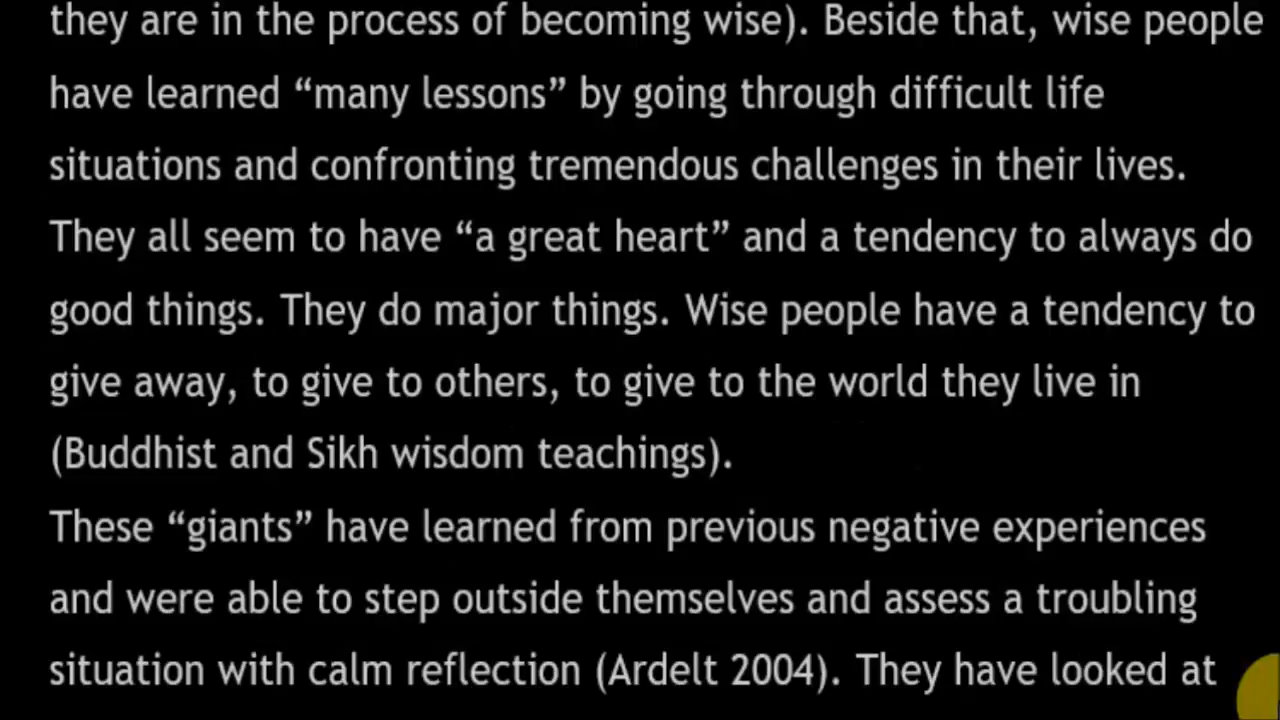 they are in the process of becoming wise). Beside that, wise people
have learned “many lessons” by going through difficult life
situations and confronting tremendous challenges in their lives.
They all seem to have “a great heart” and a tendency to always do
good things. They do major things. Wise people have a tendency to
give away, to give to others, to give to the world they live in
(Buddhist and Sikh wisdom teachings).
These “giants” have learned from previous negative experiences
and were able to step outside themselves and assess a troubling
situation with calm reflection (Ardelt 2004). They have looked at